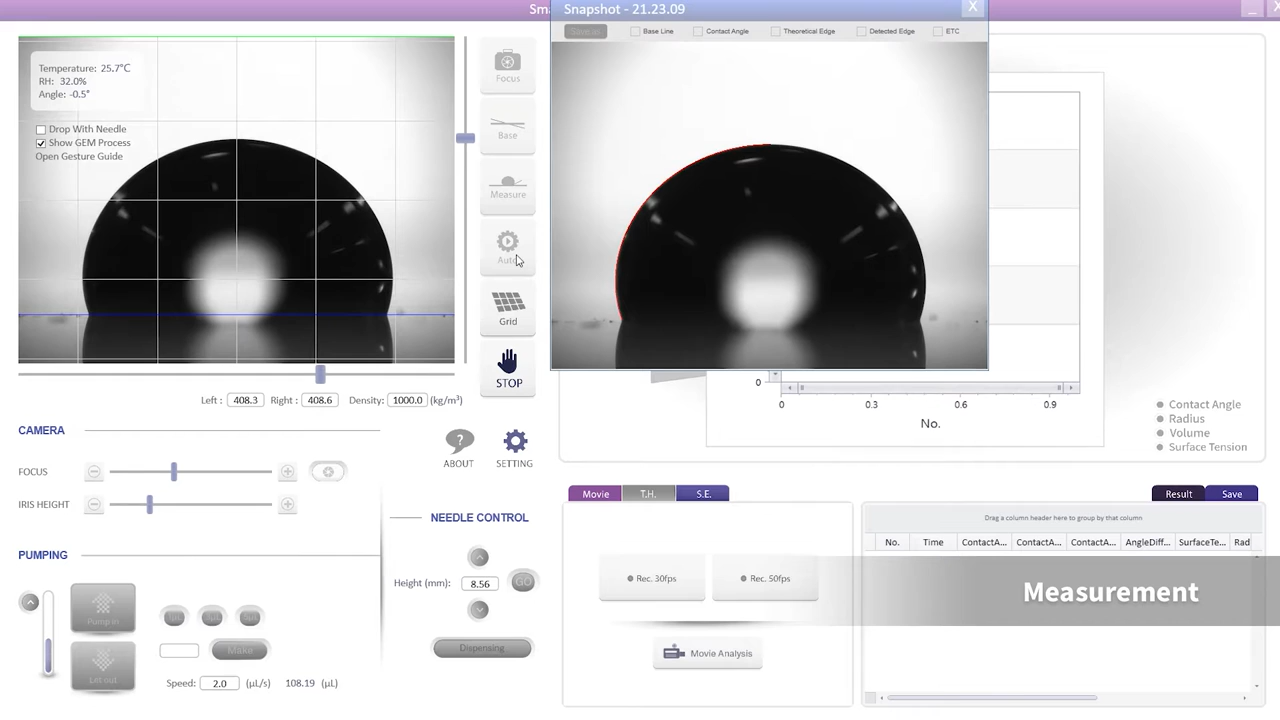 Sma
Snapshot - 21.23.09
Base Line
Contact Angle
Theoretical Edge
Detected Edge
ETC
Temperature: 25.7°C
RH: 32.0%
Angle: -0.5°
Drop With Needle
Show GEM Process
Open Gesture Guide
Focus
Base
Measure
Auto
Grid
STOP
Left : 408.3 Right : 408.6 Density: 1000.0 (kg/m³)
0
0 0.3 0.6 0.9
No.
Contact Angle
Radius
Volume
Surface Tension
CAMERA
FOCUS
IRIS HEIGHT
ABOUT
SETTING
PUMPING
Pump in
Let out
Make
Speed: 2.0 (µL/s) 108.19 (µL)
NEEDLE CONTROL
Height (mm): 8.56 GO
Dispensing
Movie T.H. S.E.
Rec. 30fps
Rec. 50fps
Movie Analysis
Result Save
Drag a column header here to group by that column
No. Time ContactA... ContactA... ContactA... AngleDiff... SurfaceTe... Rad
Measurement